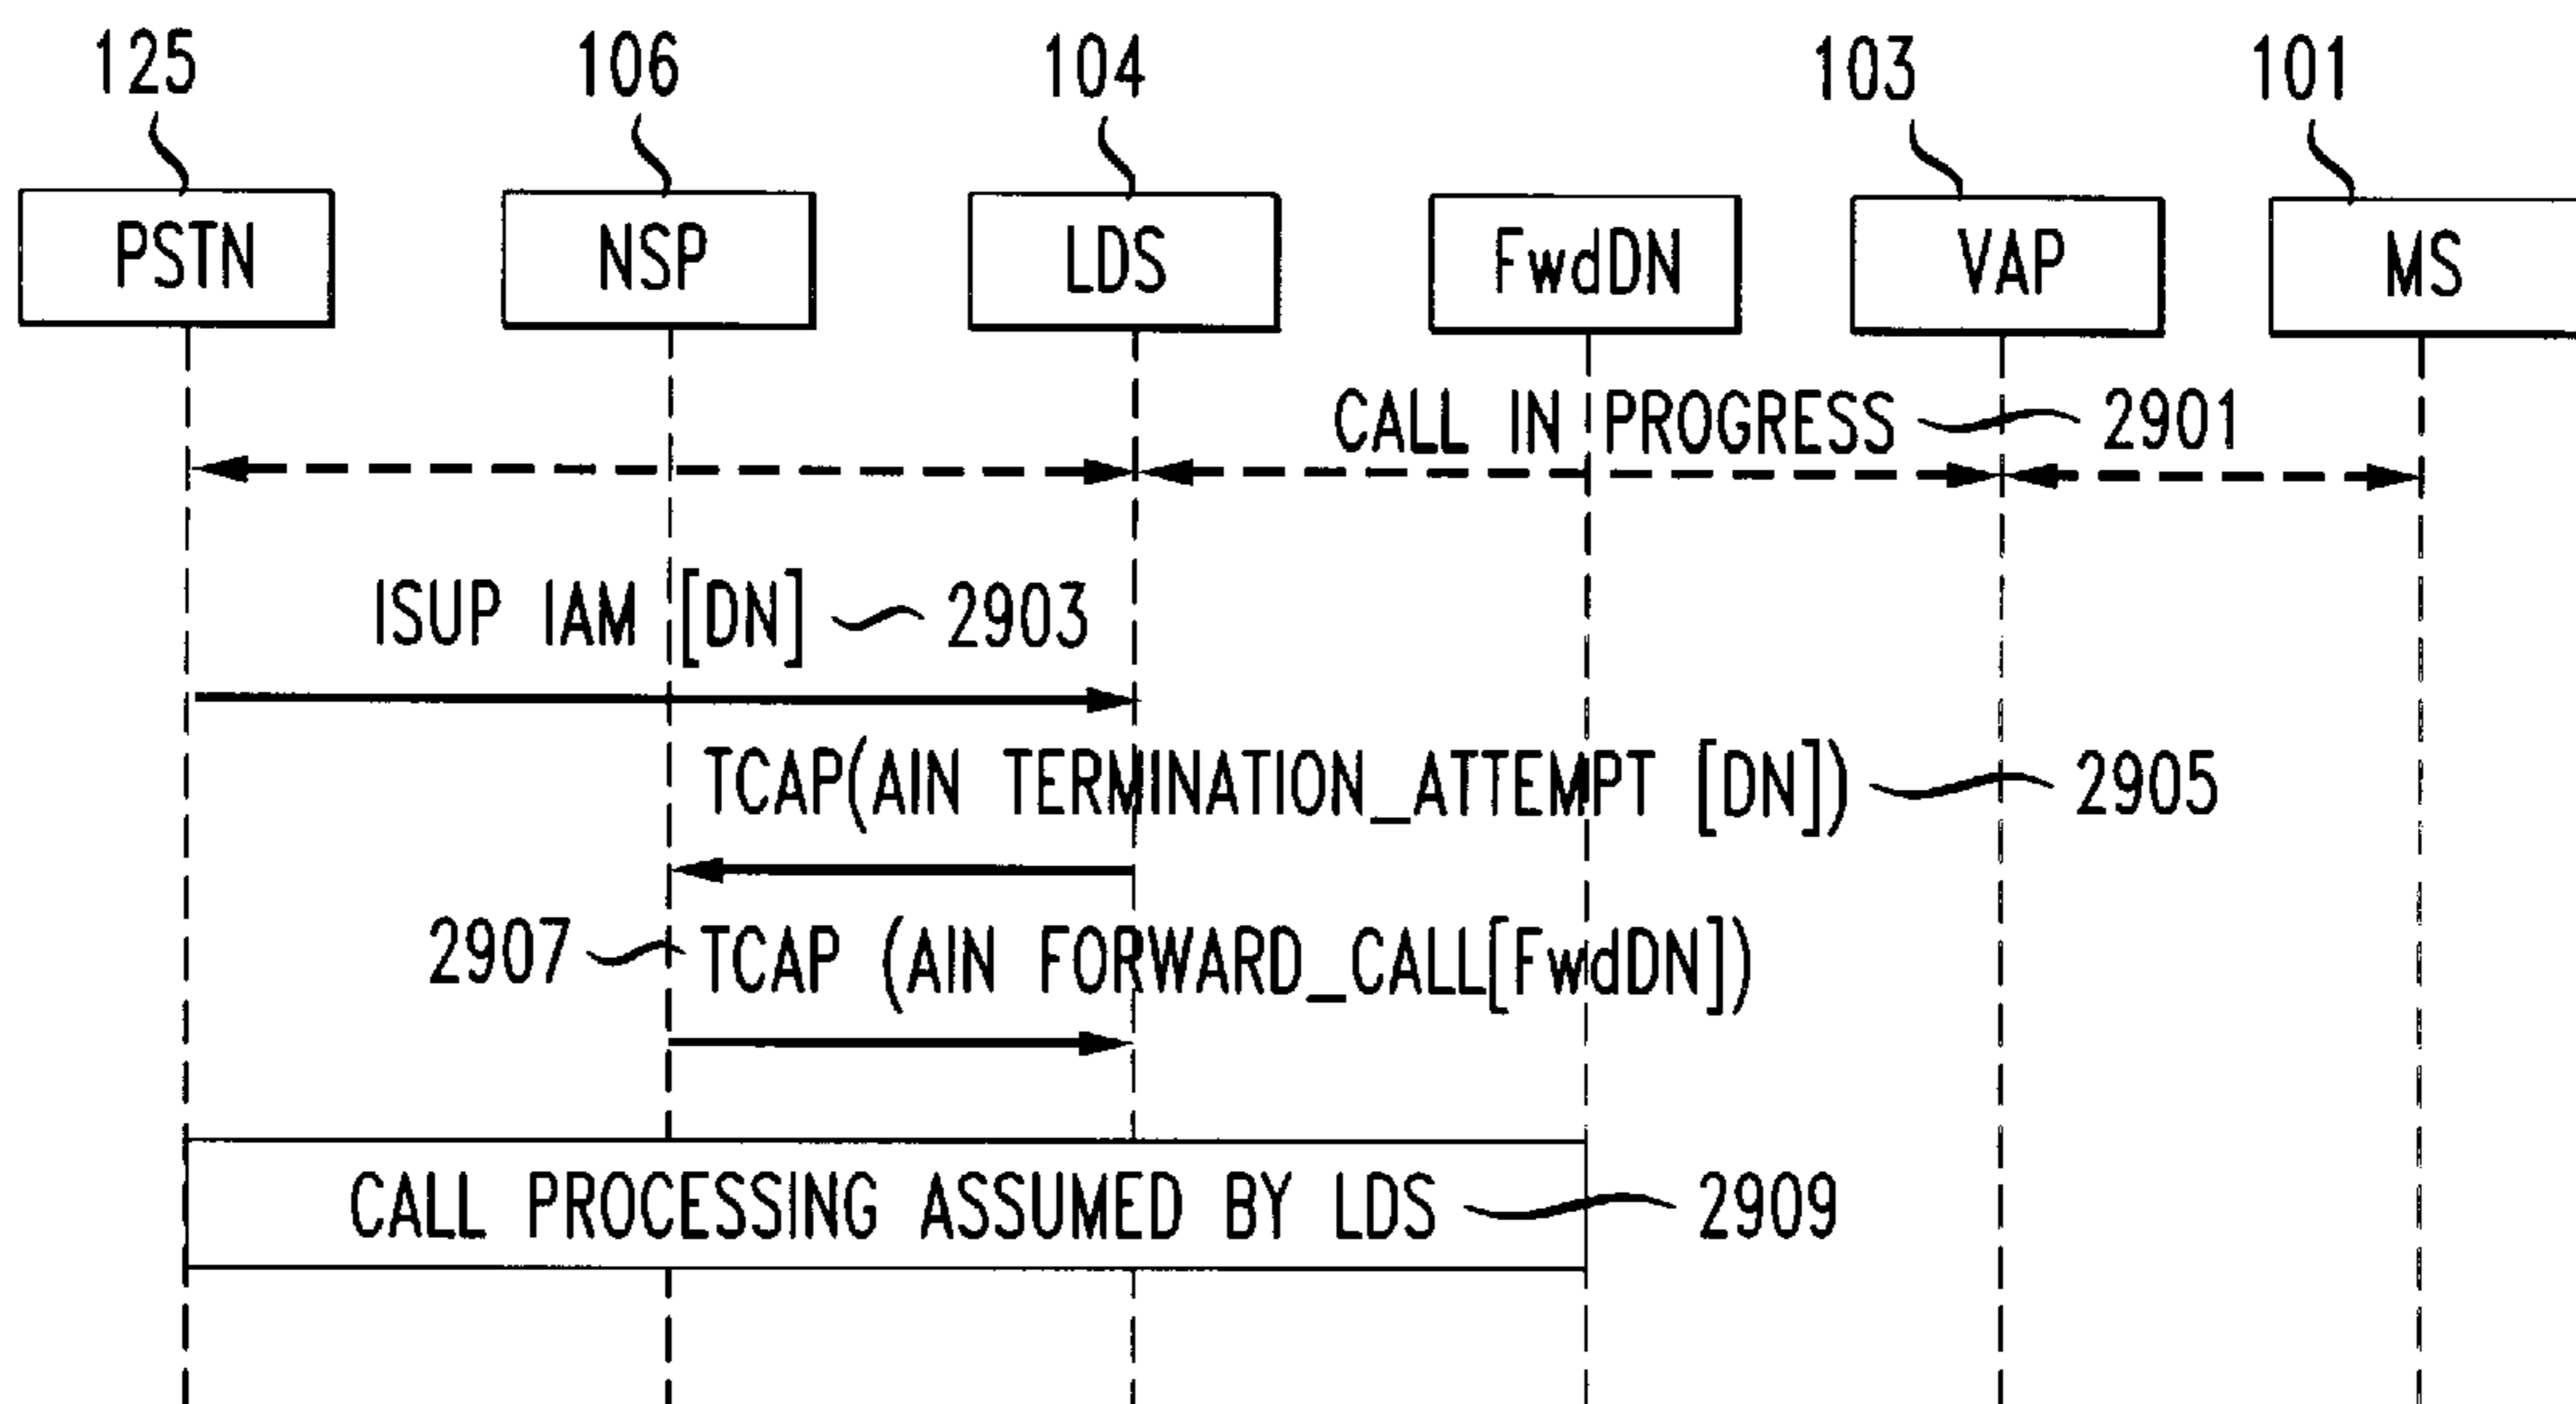 125 106 104 103 101
PSTN NSP LDS FwdDN VAP MS
CALL IN PROGRESS 2901
ISUP IAM [DN] 2903
TCAP(AIN TERMINATION_ATTEMPT [DN]) 2905
2907 TCAP (AIN FORWARD_CALL[FwdDN])
CALL PROCESSING ASSUMED BY LDS 2909